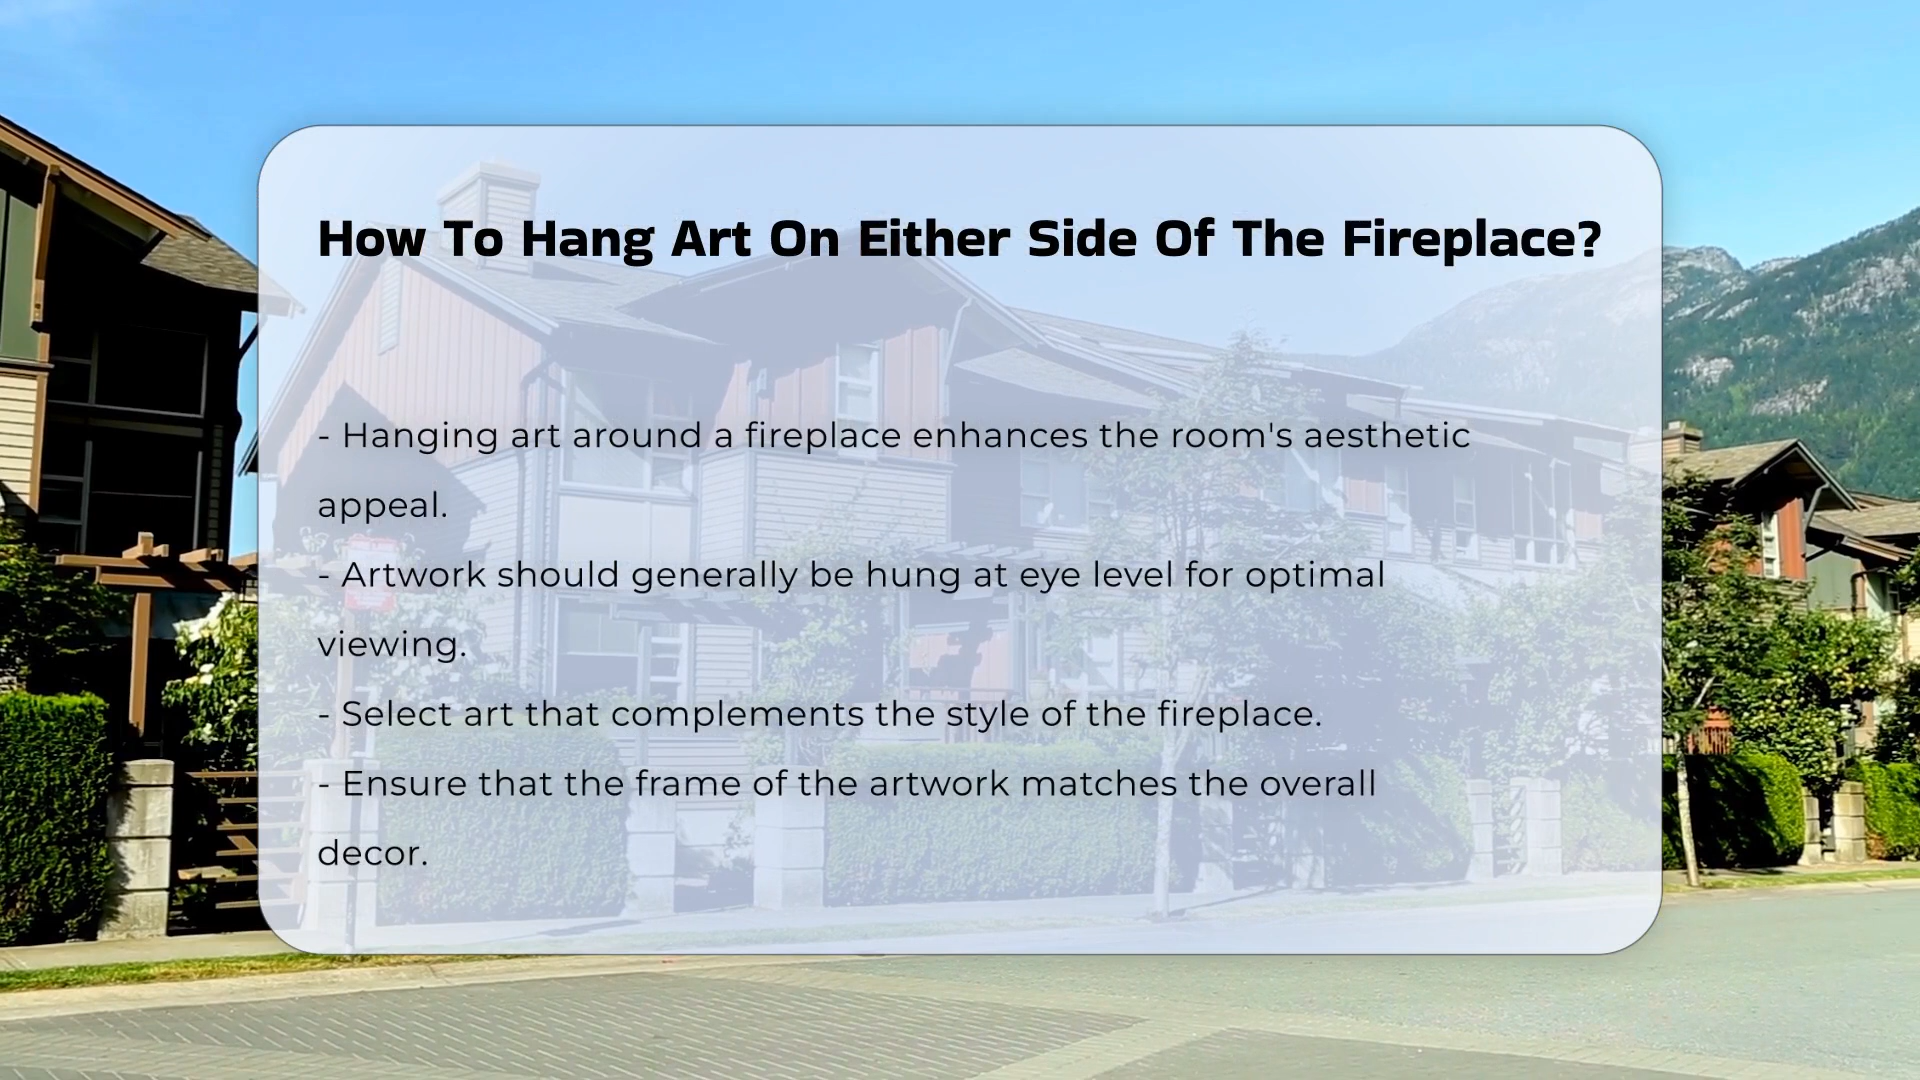 How To Hang Art On Either Side Of The Fireplace?
- Hanging art around a fireplace enhances the room's aesthetic
appeal.
- Artwork should generally be hung at eye level for optimal
viewing.
- Select art that complements the style of the fireplace.
- Ensure that the frame of the artwork matches the overall
decor.